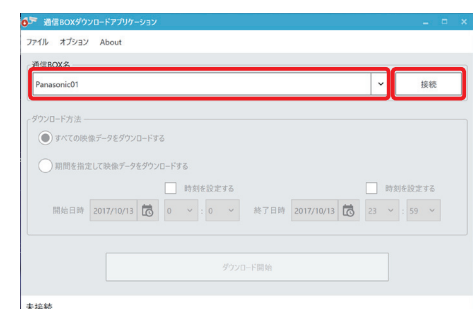 通信BOXダウンロードアプリケーション
ファイル オプション About
通信BOX名
Panasonic01 接続
ダウンロード方法
すべての映像データをダウンロードする
期間を指定して映像データをダウンロードする
時刻を設定する 時刻を設定する
開始日時 2017/10/13 0 : 0 終了日時 2017/10/13 23 : 59
ダウンロード開始
未接続